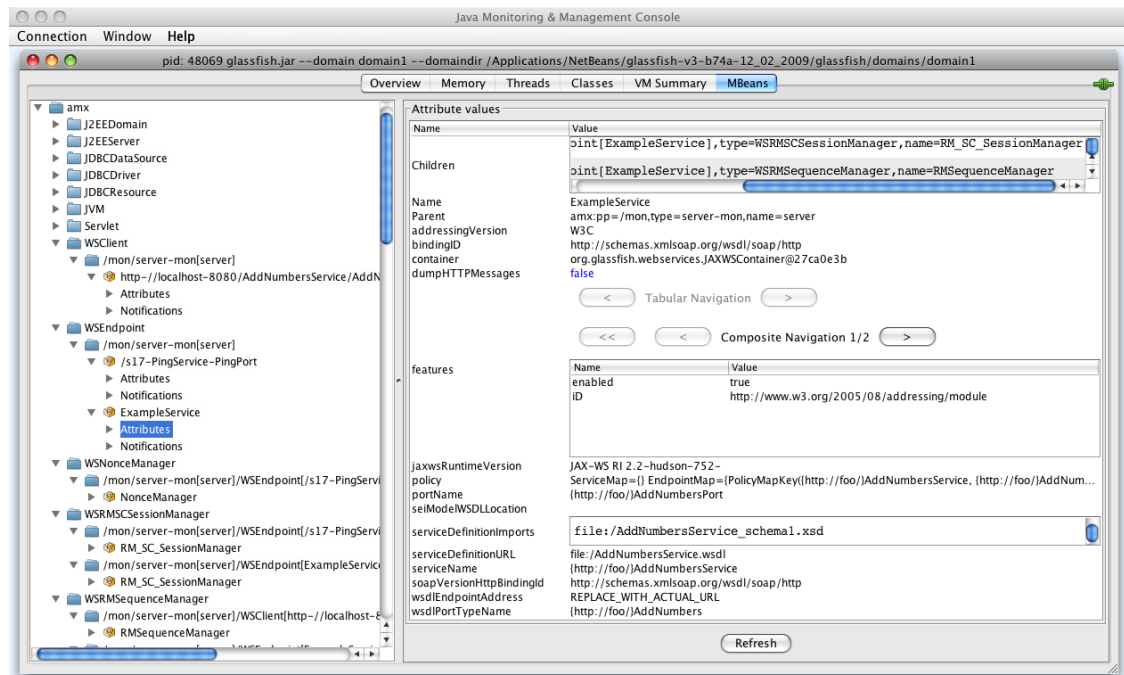 Java Monitoring & Management Console
Connection Window Help
pid: 48069 glassfish.jar --domain domain1 --domaindir /Applications/NetBeans/glassfish-v3-b74a-12_02_2009/glassfish/domains/domain1
Overview Memory Threads Classes VM Summary MBeans
amx
J2EEDomain
J2EEServer
JDBCDataSource
JDBCDriver
JDBCResource
JVM
Servlet
WSClient
/mon/server-mon[server]
http-//localhost-8080/AddNumbersService/AddN
Attributes
Notifications
WSEndpoint
/mon/server-mon[server]
/s17-PingService-PingPort
Attributes
Notifications
ExampleService
Attributes
Notifications
WSNonceManager
/mon/server-mon[server]/WSEndpoint[/s17-PingServi
NonceManager
WSRMSCSessionManager
/mon/server-mon[server]/WSEndpoint[/s17-PingServi
RM_SC_SessionManager
/mon/server-mon[server]/WSEndpoint[ExampleService
RM_SC_SessionManager
WSRMSequenceManager
/mon/server-mon[server]/WSClient[http-//localhost-8
RMSequenceManager
Attribute values
Name Value
Children
oint[ExampleService],type=WSRMSCSessionManager,name=RM_SC_SessionManager
oint[ExampleService],type=WSRMSequenceManager,name=RMSequenceManager
Name ExampleService
Parent amx:pp=/mon,type=server-mon,name=server
addressingVersion W3C
bindingID http://schemas.xmlsoap.org/wsdl/soap/http
container org.glassfish.webservices.JAXWSContainer@27ca0e3b
dumpHTTPMessages false
< Tabular Navigation >
<< < Composite Navigation 1/2 >
features
Name Value
enabled true
iD http://www.w3.org/2005/08/addressing/module
jaxwsRuntimeVersion JAX-WS RI 2.2-hudson-752-
policy ServiceMap={} EndpointMap={PolicyMapKey({http://foo/}AddNumbersService, {http://foo/}AddNum...
portName {http://foo/}AddNumbersPort
seiModelWSDLLocation
serviceDefinitionImports file:/AddNumbersService_schema1.xsd
serviceDefinitionURL file:/AddNumbersService.wsdl
serviceName {http://foo/}AddNumbersService
soapVersionHttpBindingId http://schemas.xmlsoap.org/wsdl/soap/http
wsdlEndpointAddress REPLACE_WITH_ACTUAL_URL
wsdlPortTypeName {http://foo/}AddNumbers
Refresh